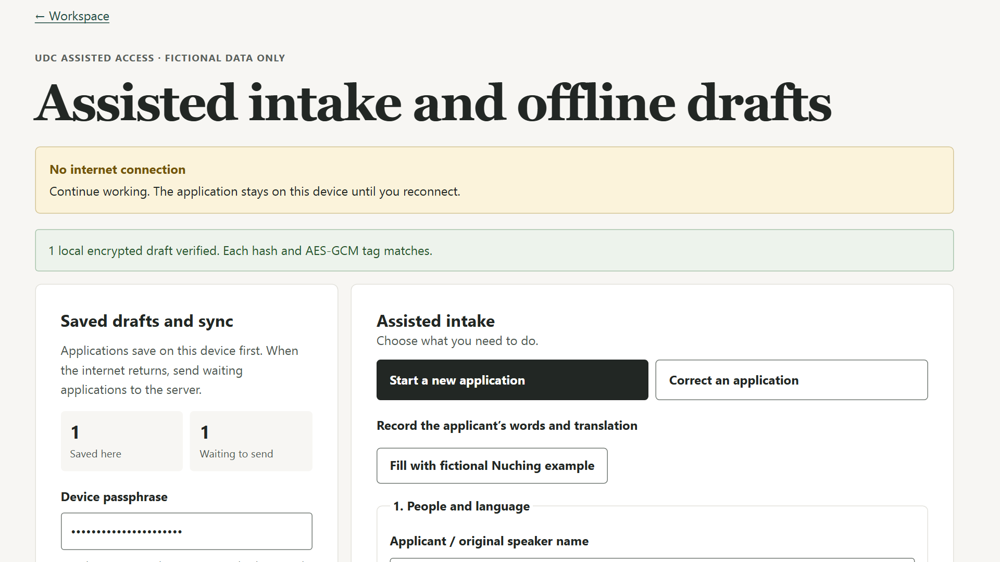 ← Workspace
UDC ASSISTED ACCESS · FICTIONAL DATA ONLY
Assisted intake and offline drafts
No internet connection
Continue working. The application stays on this device until you reconnect.
1 local encrypted draft verified. Each hash and AES-GCM tag matches.
Saved drafts and sync
Applications save on this device first. When
the internet returns, send waiting
applications to the server.
1
Saved here
1
Waiting to send
Device passphrase
••••••••••••••••••••••
Assisted intake
Choose what you need to do.
Start a new application
Correct an application
Record the applicant’s words and translation
Fill with fictional Nuching example
1. People and language
Applicant / original speaker name